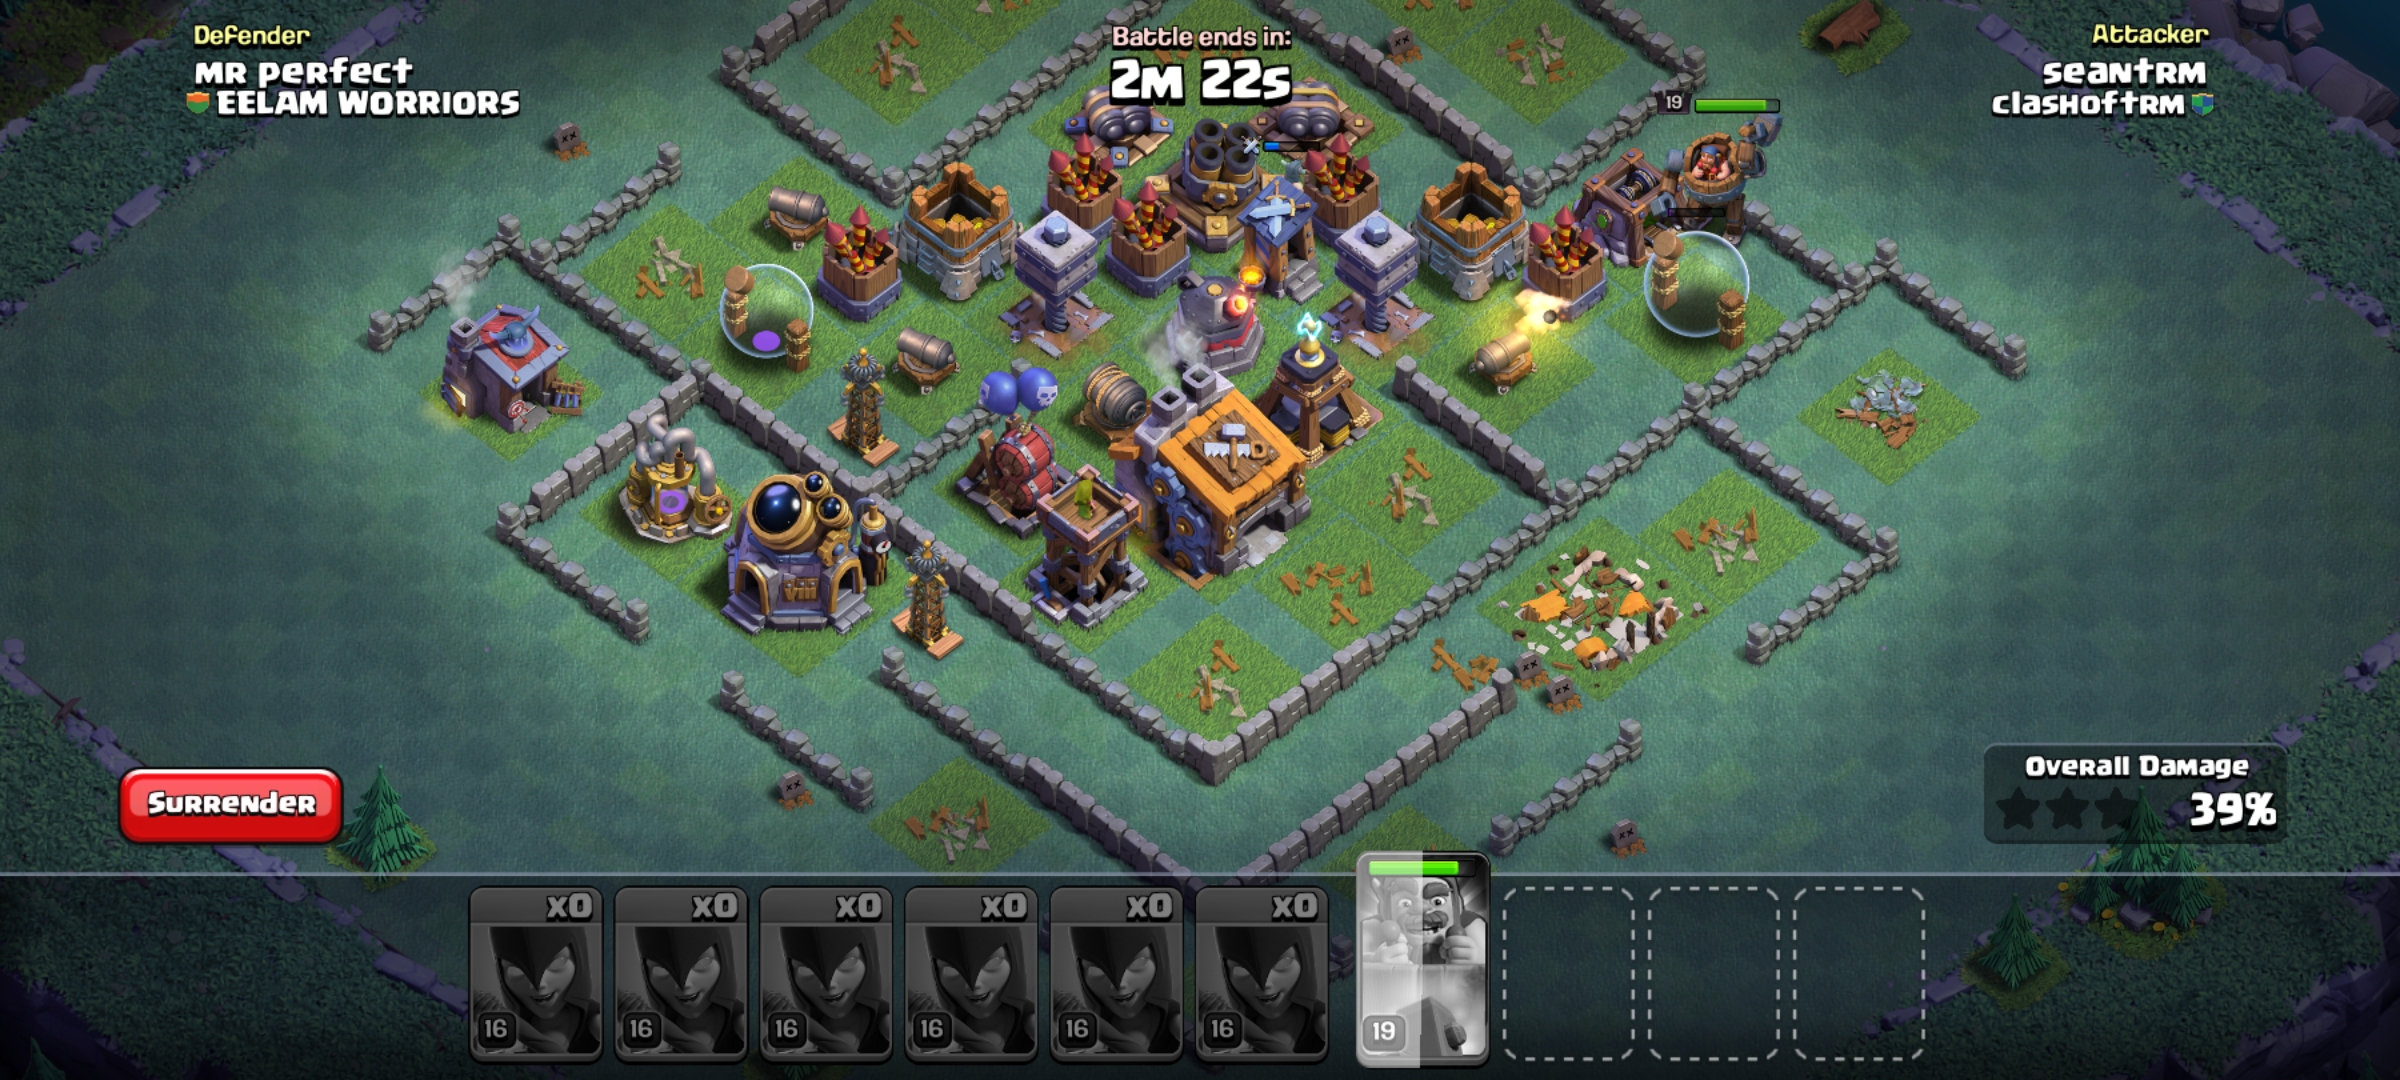 Defender
MR perfect
EELAM WORRIORS
Battle ends in:
2M 22s
Attacker
seantRM
clashoftRM
19
VIII
Surrender
Overall Damage
39%
x0
x0
x0
x0
x0
x0
16
16
16
16
16
16
19